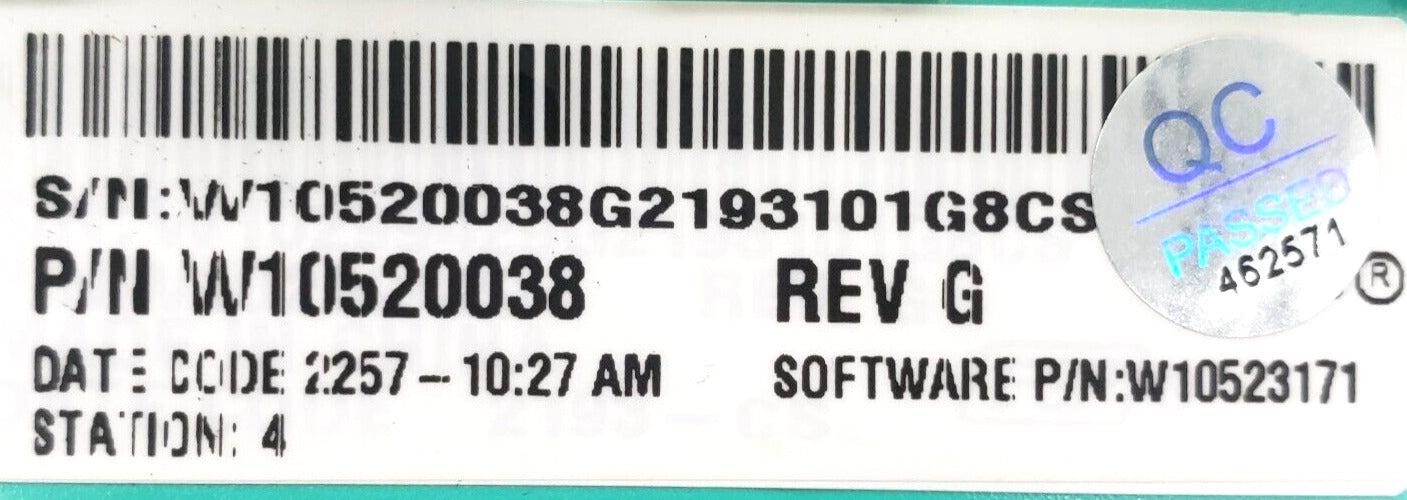 S/N:W10520038G2193101G8CS
P/N W10520038 REV G
®
DATE CODE 2257 – 10:27 AM SOFTWARE P/N:W10523171
STATION: 4
QC
PASSED
462571